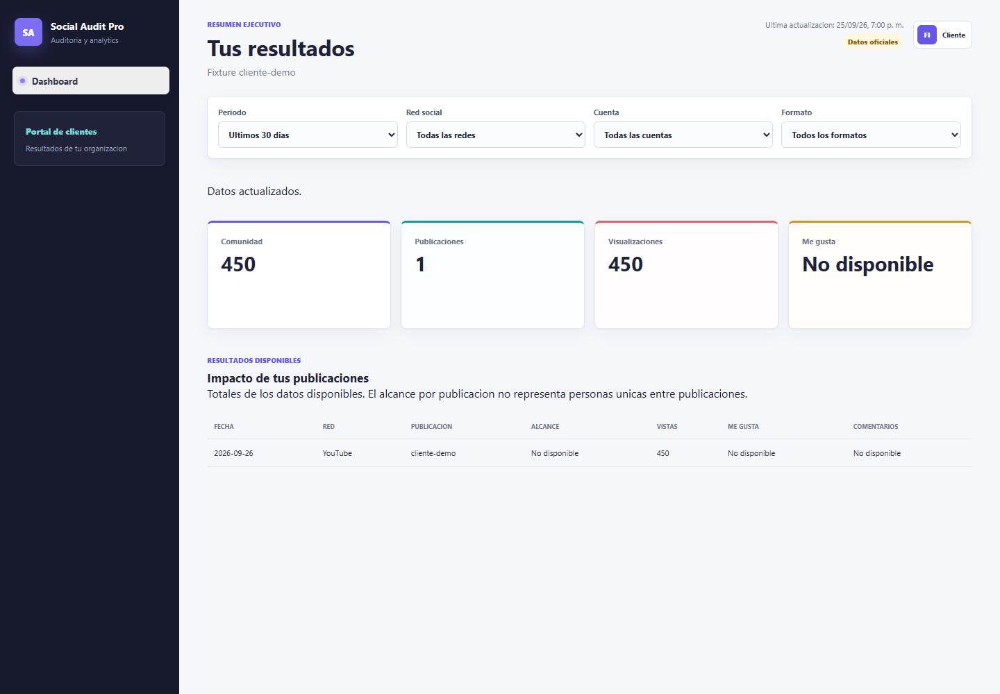 SA
Social Audit Pro
Auditoria y analytics
Dashboard
Portal de clientes
Resultados de tu organizacion
RESUMEN EJECUTIVO
Tus resultados
Fixture cliente-demo
Ultima actualizacion: 25/09/26, 7:00 p. m.
Datos oficiales
FI
Cliente
Periodo
Ultimos 30 dias
Red social
Todas las redes
Cuenta
Todas las cuentas
Formato
Todos los formatos
Datos actualizados.
Comunidad
450
Publicaciones
1
Visualizaciones
450
Me gusta
No disponible
RESULTADOS DISPONIBLES
Impacto de tus publicaciones
Totales de los datos disponibles. El alcance por publicacion no representa personas unicas entre publicaciones.
FECHA RED PUBLICACION ALCANCE VISTAS ME GUSTA COMENTARIOS
2026-09-26 YouTube cliente-demo No disponible 450 No disponible No disponible